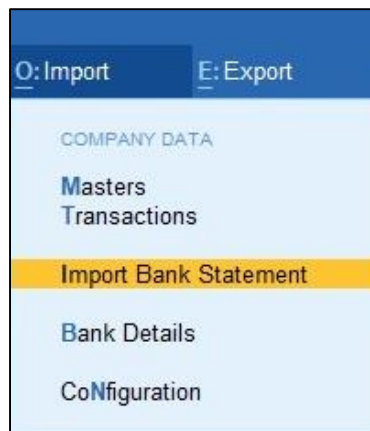 O: Import E: Export
COMPANY DATA
Masters
Transactions
Import Bank Statement
Bank Details
CoNfiguration